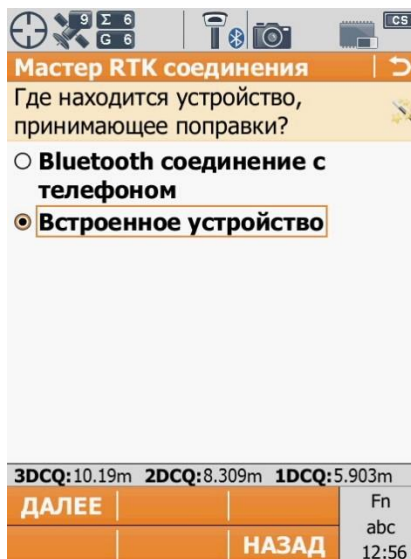 9 Σ 6
G 6
CS
Мастер RTK соединения
Где находится устройство,
принимающее поправки?
Bluetooth соединение с
телефоном
Встроенное устройство
3DCQ:10.19m 2DCQ:8.309m 1DCQ:5.903m
ДАЛЕЕ
Fn
abc
НАЗАД
12:56